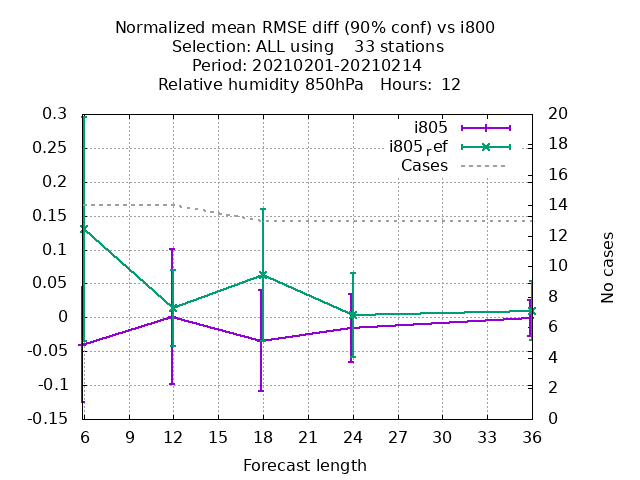 Normalized mean RMSE diff (90% conf) vs i800
Selection: ALL using    33 stations
Period: 20210201-20210214
Relative humidity 850hPa   Hours:  12
0.3
0.25
0.2
0.15
0.1
0.05
0
-0.05
-0.1
-0.15
20
18
16
14
12
10
8
6
4
2
0
i805
i805ref
Cases
No cases
6 9 12 15 18 21 24 27 30 33 36
Forecast length